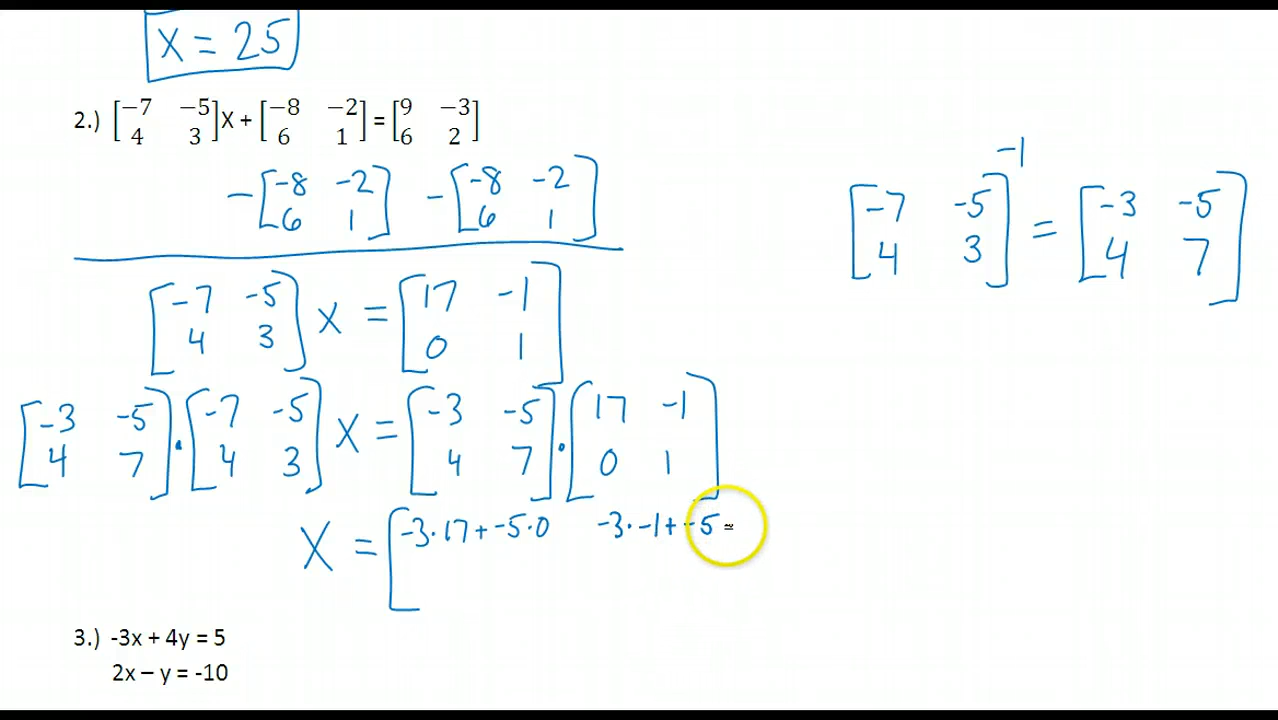 X = 25
2.) [−7 −5 4 3]X + [−8 −2 6 1] = [9 −3 6 2]
−[-8 -2 6 1] −[-8 -2 6 1]
[-7 -5 4 3] X = [17 -1 0 1]
[-3 -5 4 7] · [-7 -5 4 3] X = [-3 -5 4 7] · [17 -1 0 1]
X = [-3·17+-5·0 -3·-1+-5
[-7 -5 4 3]-1 = [-3 -5 4 7]
3.) -3x + 4y = 5
2x – y = -10